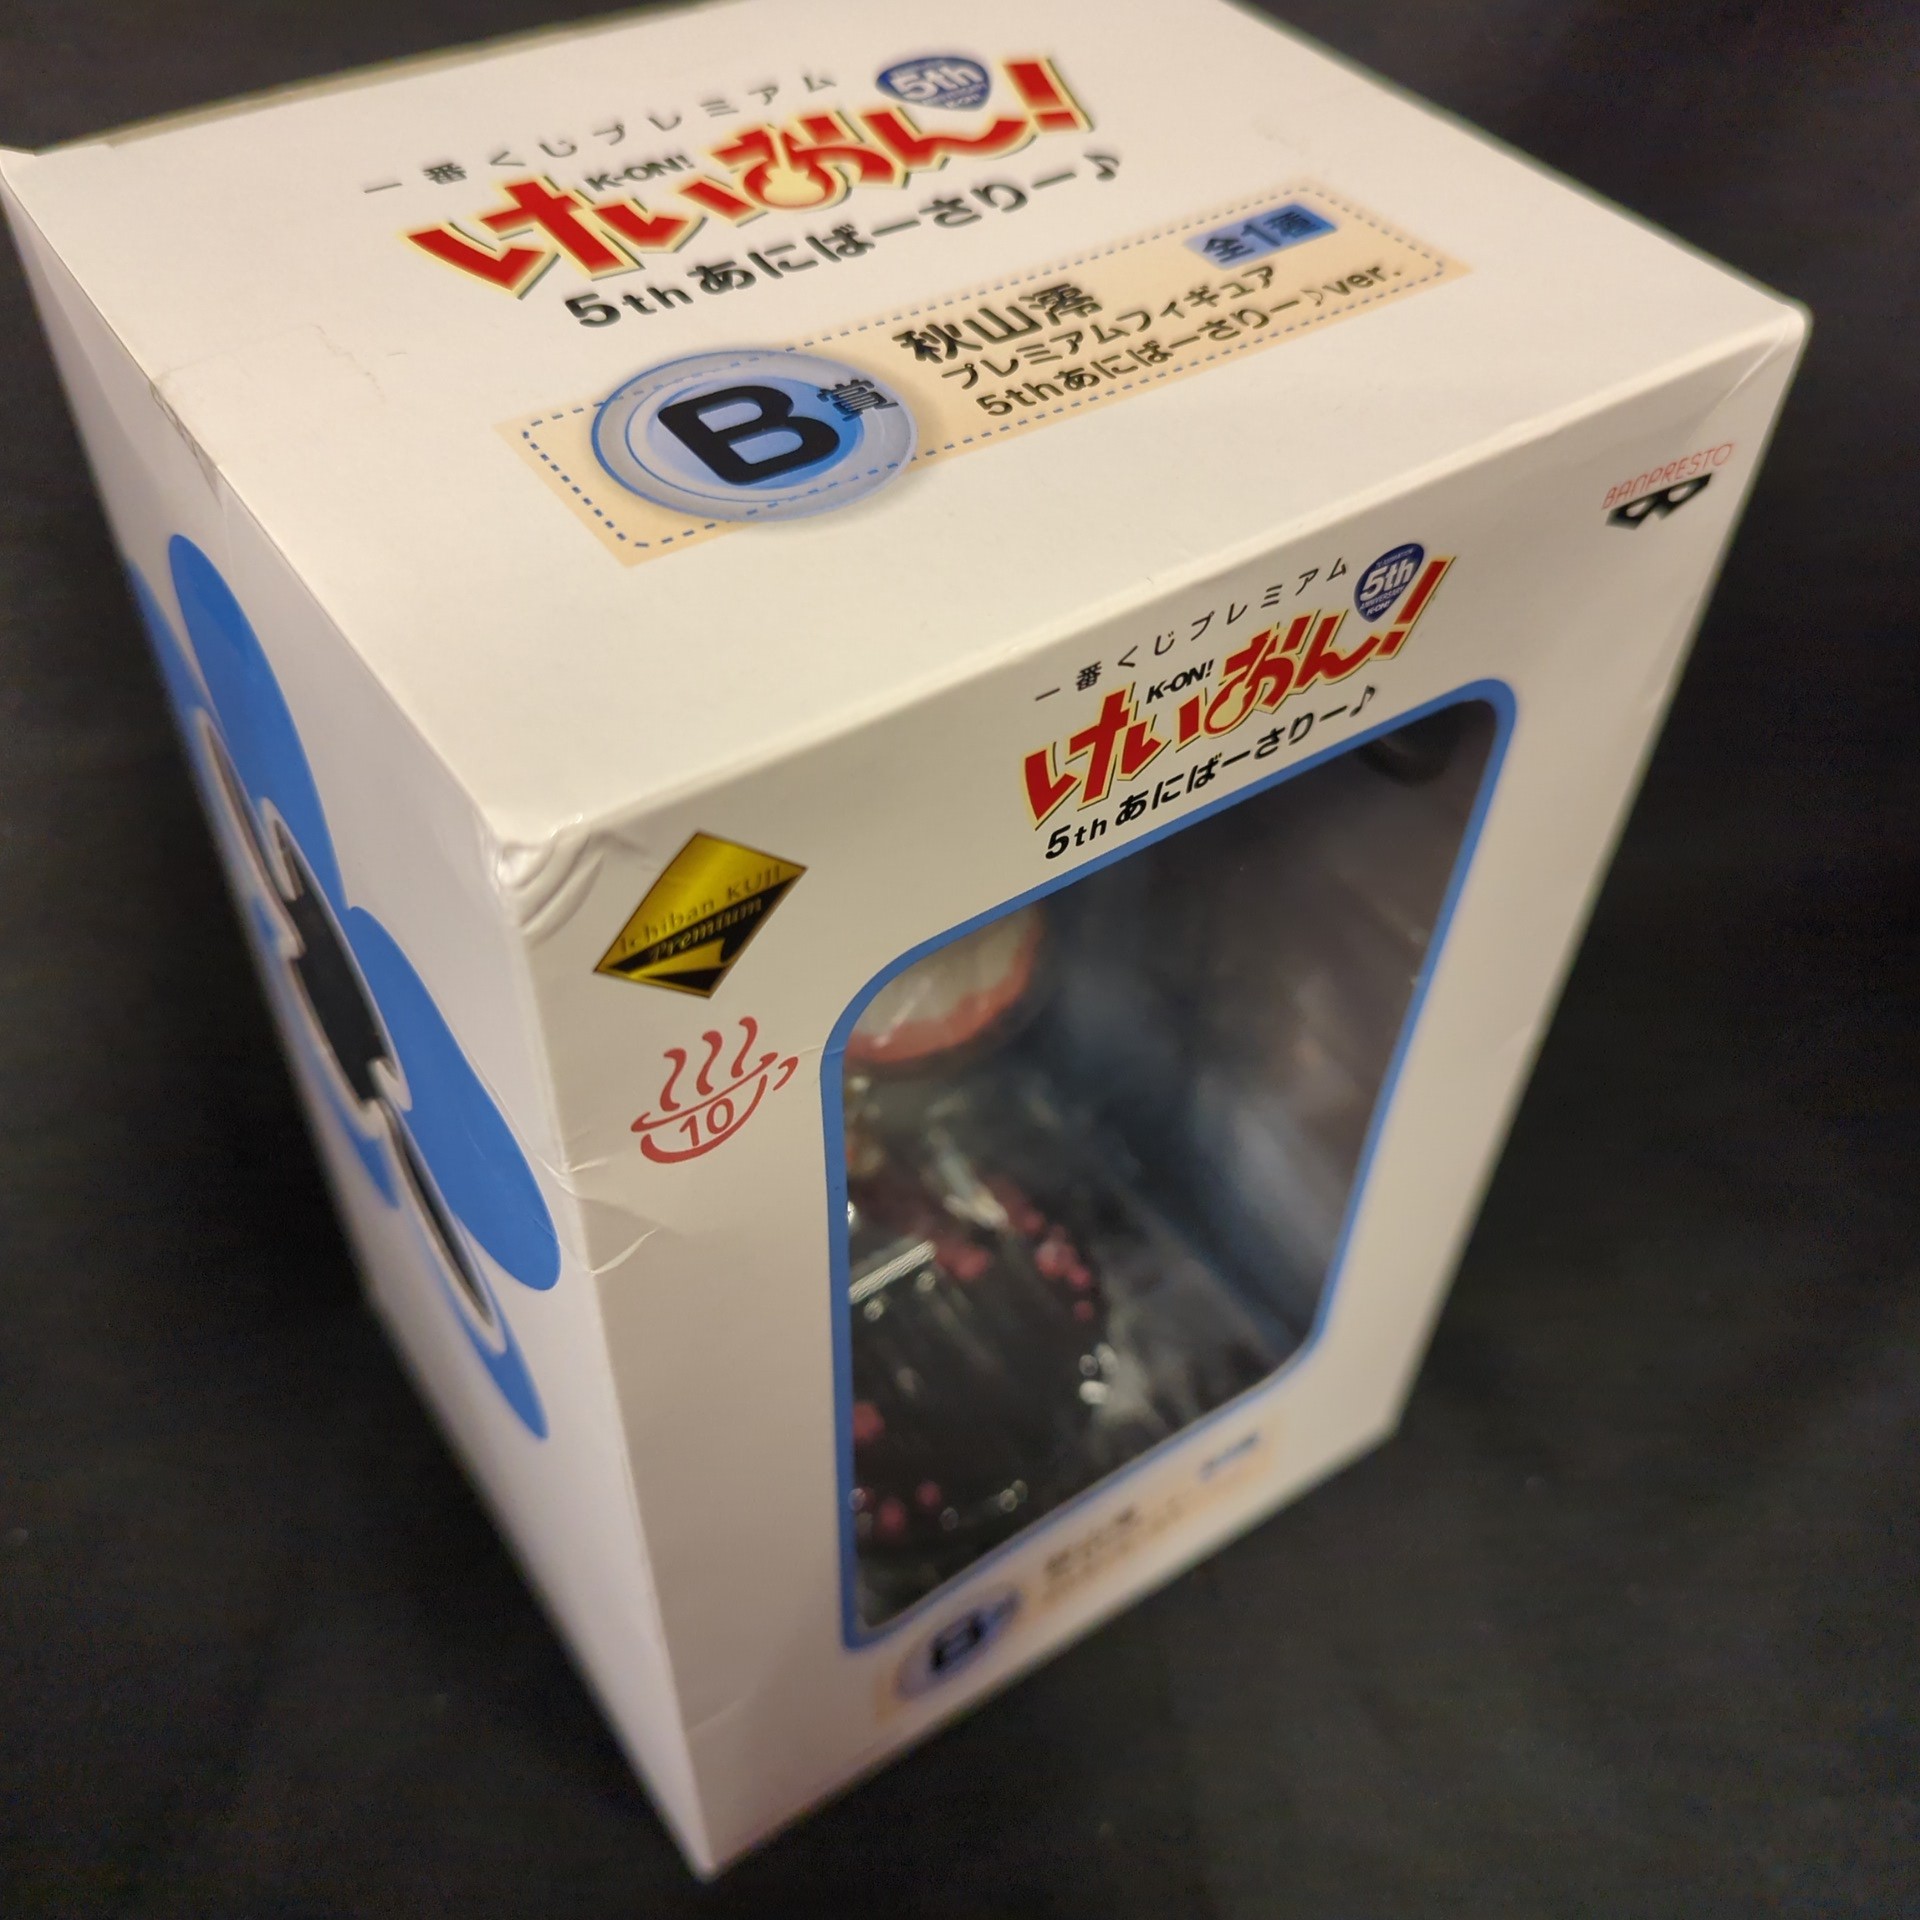 一番くじプレミアム
5th
けいおん!
K-ON!
5thあにばーさりー♪
B賞
秋山澪
プレミアムフィギュア
5thあにばーさりー♪ver.
全1種
BANPRESTO
一番くじプレミアム
5th
ANNIVERSARY
K-ON!
けいおん!
K-ON!
5thあにばーさりー♪
Ichiban KUJI
Premium
10
B賞